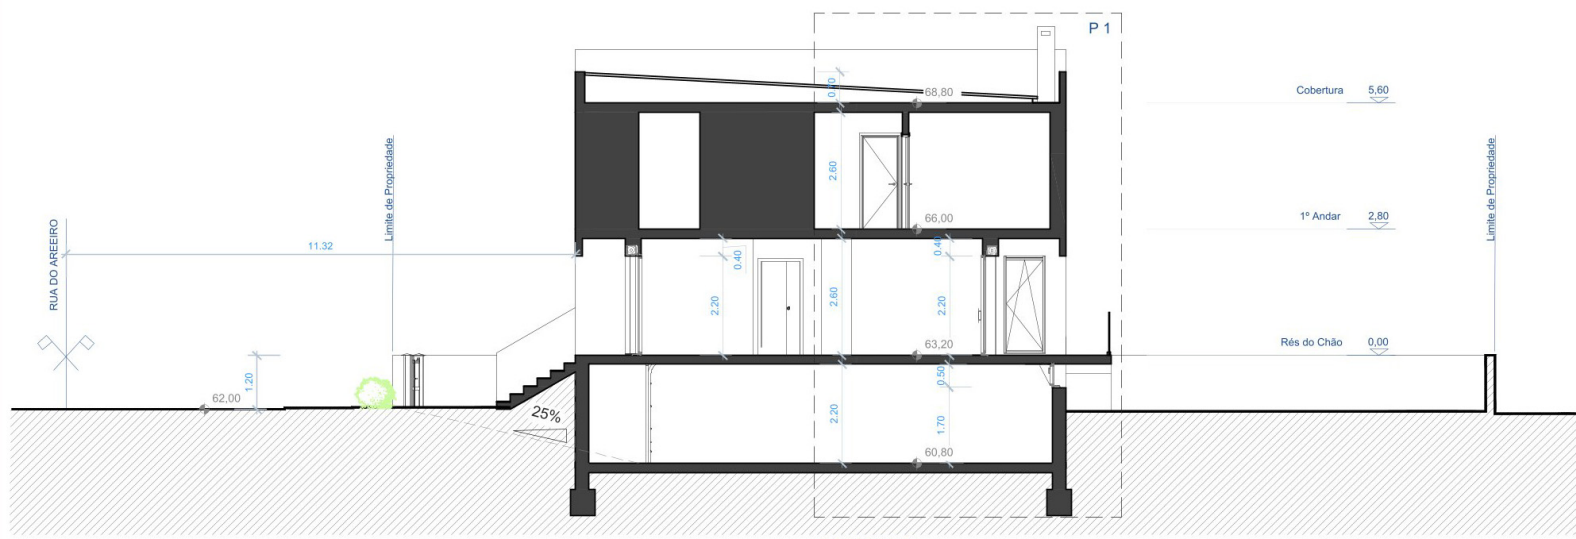 P 1
0.70
68,80
Cobertura 5,60
Limite de Propriedade
Limite de Propriedade
2.60
66,00
1º Andar 2,80
RUA DO AREEIRO
11.32
0.40
0.40
2.20
2.60
2.20
63,20
Rés do Chão 0,00
1.20
0.50
62,00
25%
2.20
1.70
60,80